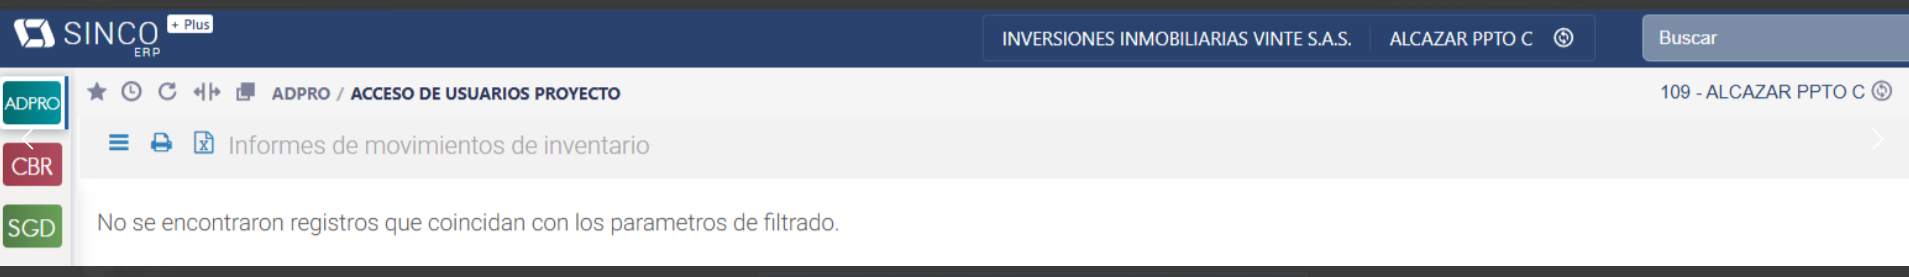 SINCO ERP + Plus
INVERSIONES INMOBILIARIAS VINTE S.A.S. ALCAZAR PPTO C
Buscar
ADPRO
ADPRO / ACCESO DE USUARIOS PROYECTO
109 - ALCAZAR PPTO C
Informes de movimientos de inventario
CBR
SGD
No se encontraron registros que coincidan con los parametros de filtrado.